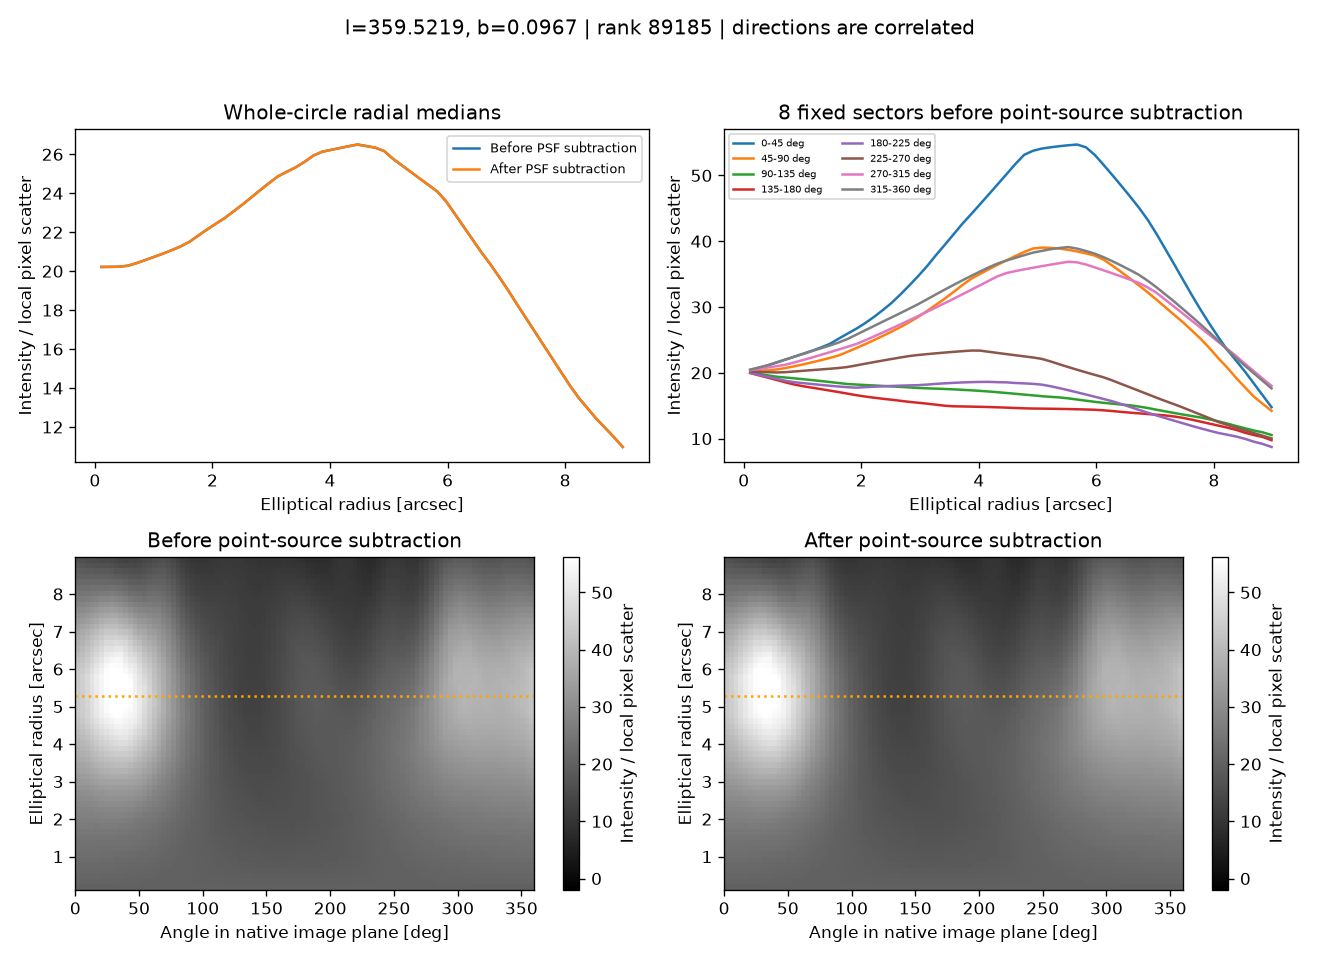 l=359.5219, b=0.0967 | rank 89185 | directions are correlated
Whole-circle radial medians
Before PSF subtraction
After PSF subtraction
Intensity / local pixel scatter
26
24
22
20
18
16
14
12
0 2 4 6 8
Elliptical radius [arcsec]
8 fixed sectors before point-source subtraction
0-45 deg
45-90 deg
90-135 deg
135-180 deg
180-225 deg
225-270 deg
270-315 deg
315-360 deg
Intensity / local pixel scatter
50
40
30
20
10
0 2 4 6 8
Elliptical radius [arcsec]
Before point-source subtraction
Elliptical radius [arcsec]
8
7
6
5
4
3
2
1
0 50 100 150 200 250 300 350
Angle in native image plane [deg]
50
40
30
20
10
0
Intensity / local pixel scatter
After point-source subtraction
Elliptical radius [arcsec]
8
7
6
5
4
3
2
1
0 50 100 150 200 250 300 350
Angle in native image plane [deg]
50
40
30
20
10
0
Intensity / local pixel scatter